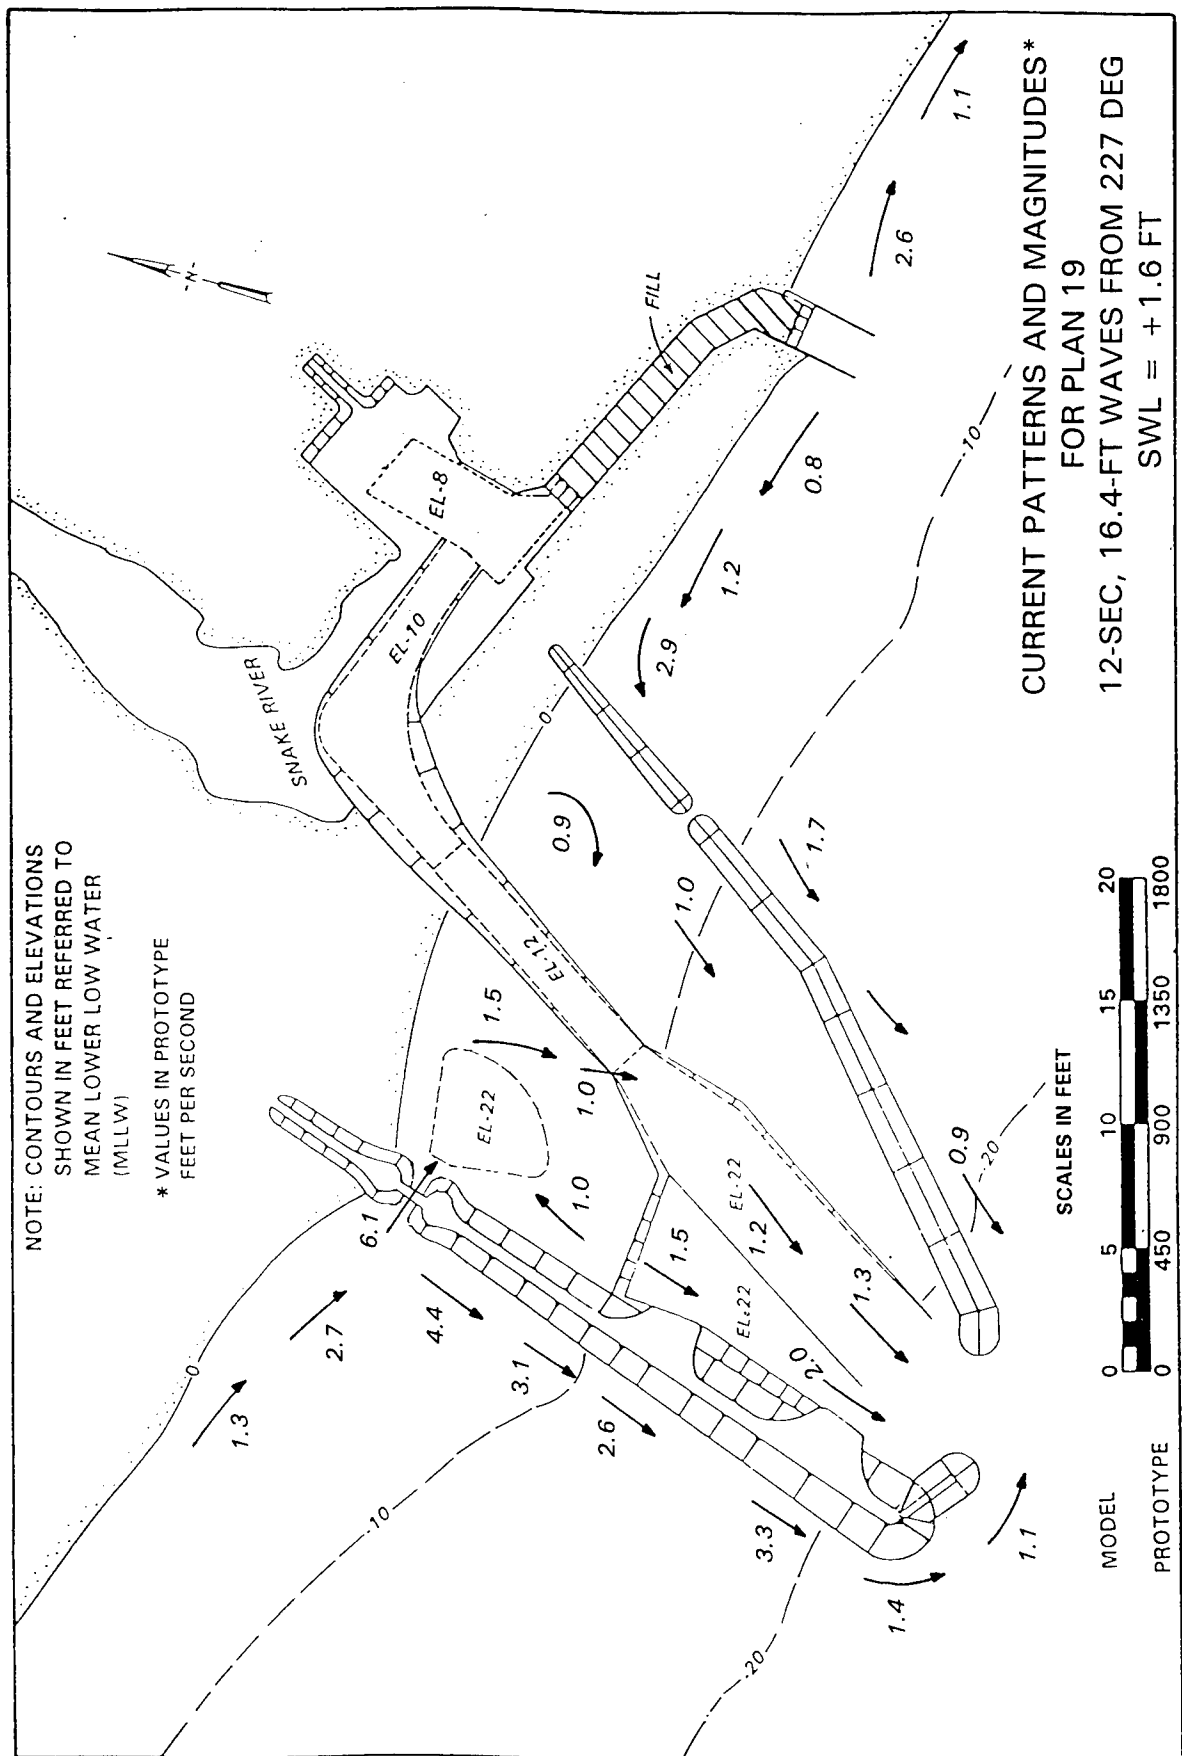 NOTE: CONTOURS AND ELEVATIONS
SHOWN IN FEET REFERRED TO
MEAN LOWER LOW WATER
(MLLW)
* VALUES IN PROTOTYPE
FEET PER SECOND
SNAKE RIVER
-N-
EL-8
EL-10
FILL
EL-12
EL-22
EL-22
EL-22
0
0
-10
-10
-20
-20
1.3
2.7
6.1
4.4
3.1
2.6
3.3
1.4
1.1
1.0
1.5
1.0
1.5
1.2
1.3
2.0
0.9
1.0
1.7
0.9
2.9
1.2
0.8
2.6
1.1
CURRENT PATTERNS AND MAGNITUDES*
FOR PLAN 19
12-SEC, 16.4-FT WAVES FROM 227 DEG
SWL = +1.6 FT
SCALES IN FEET
MODEL 0 5 10 15 20
PROTOTYPE 0 450 900 1350 1800